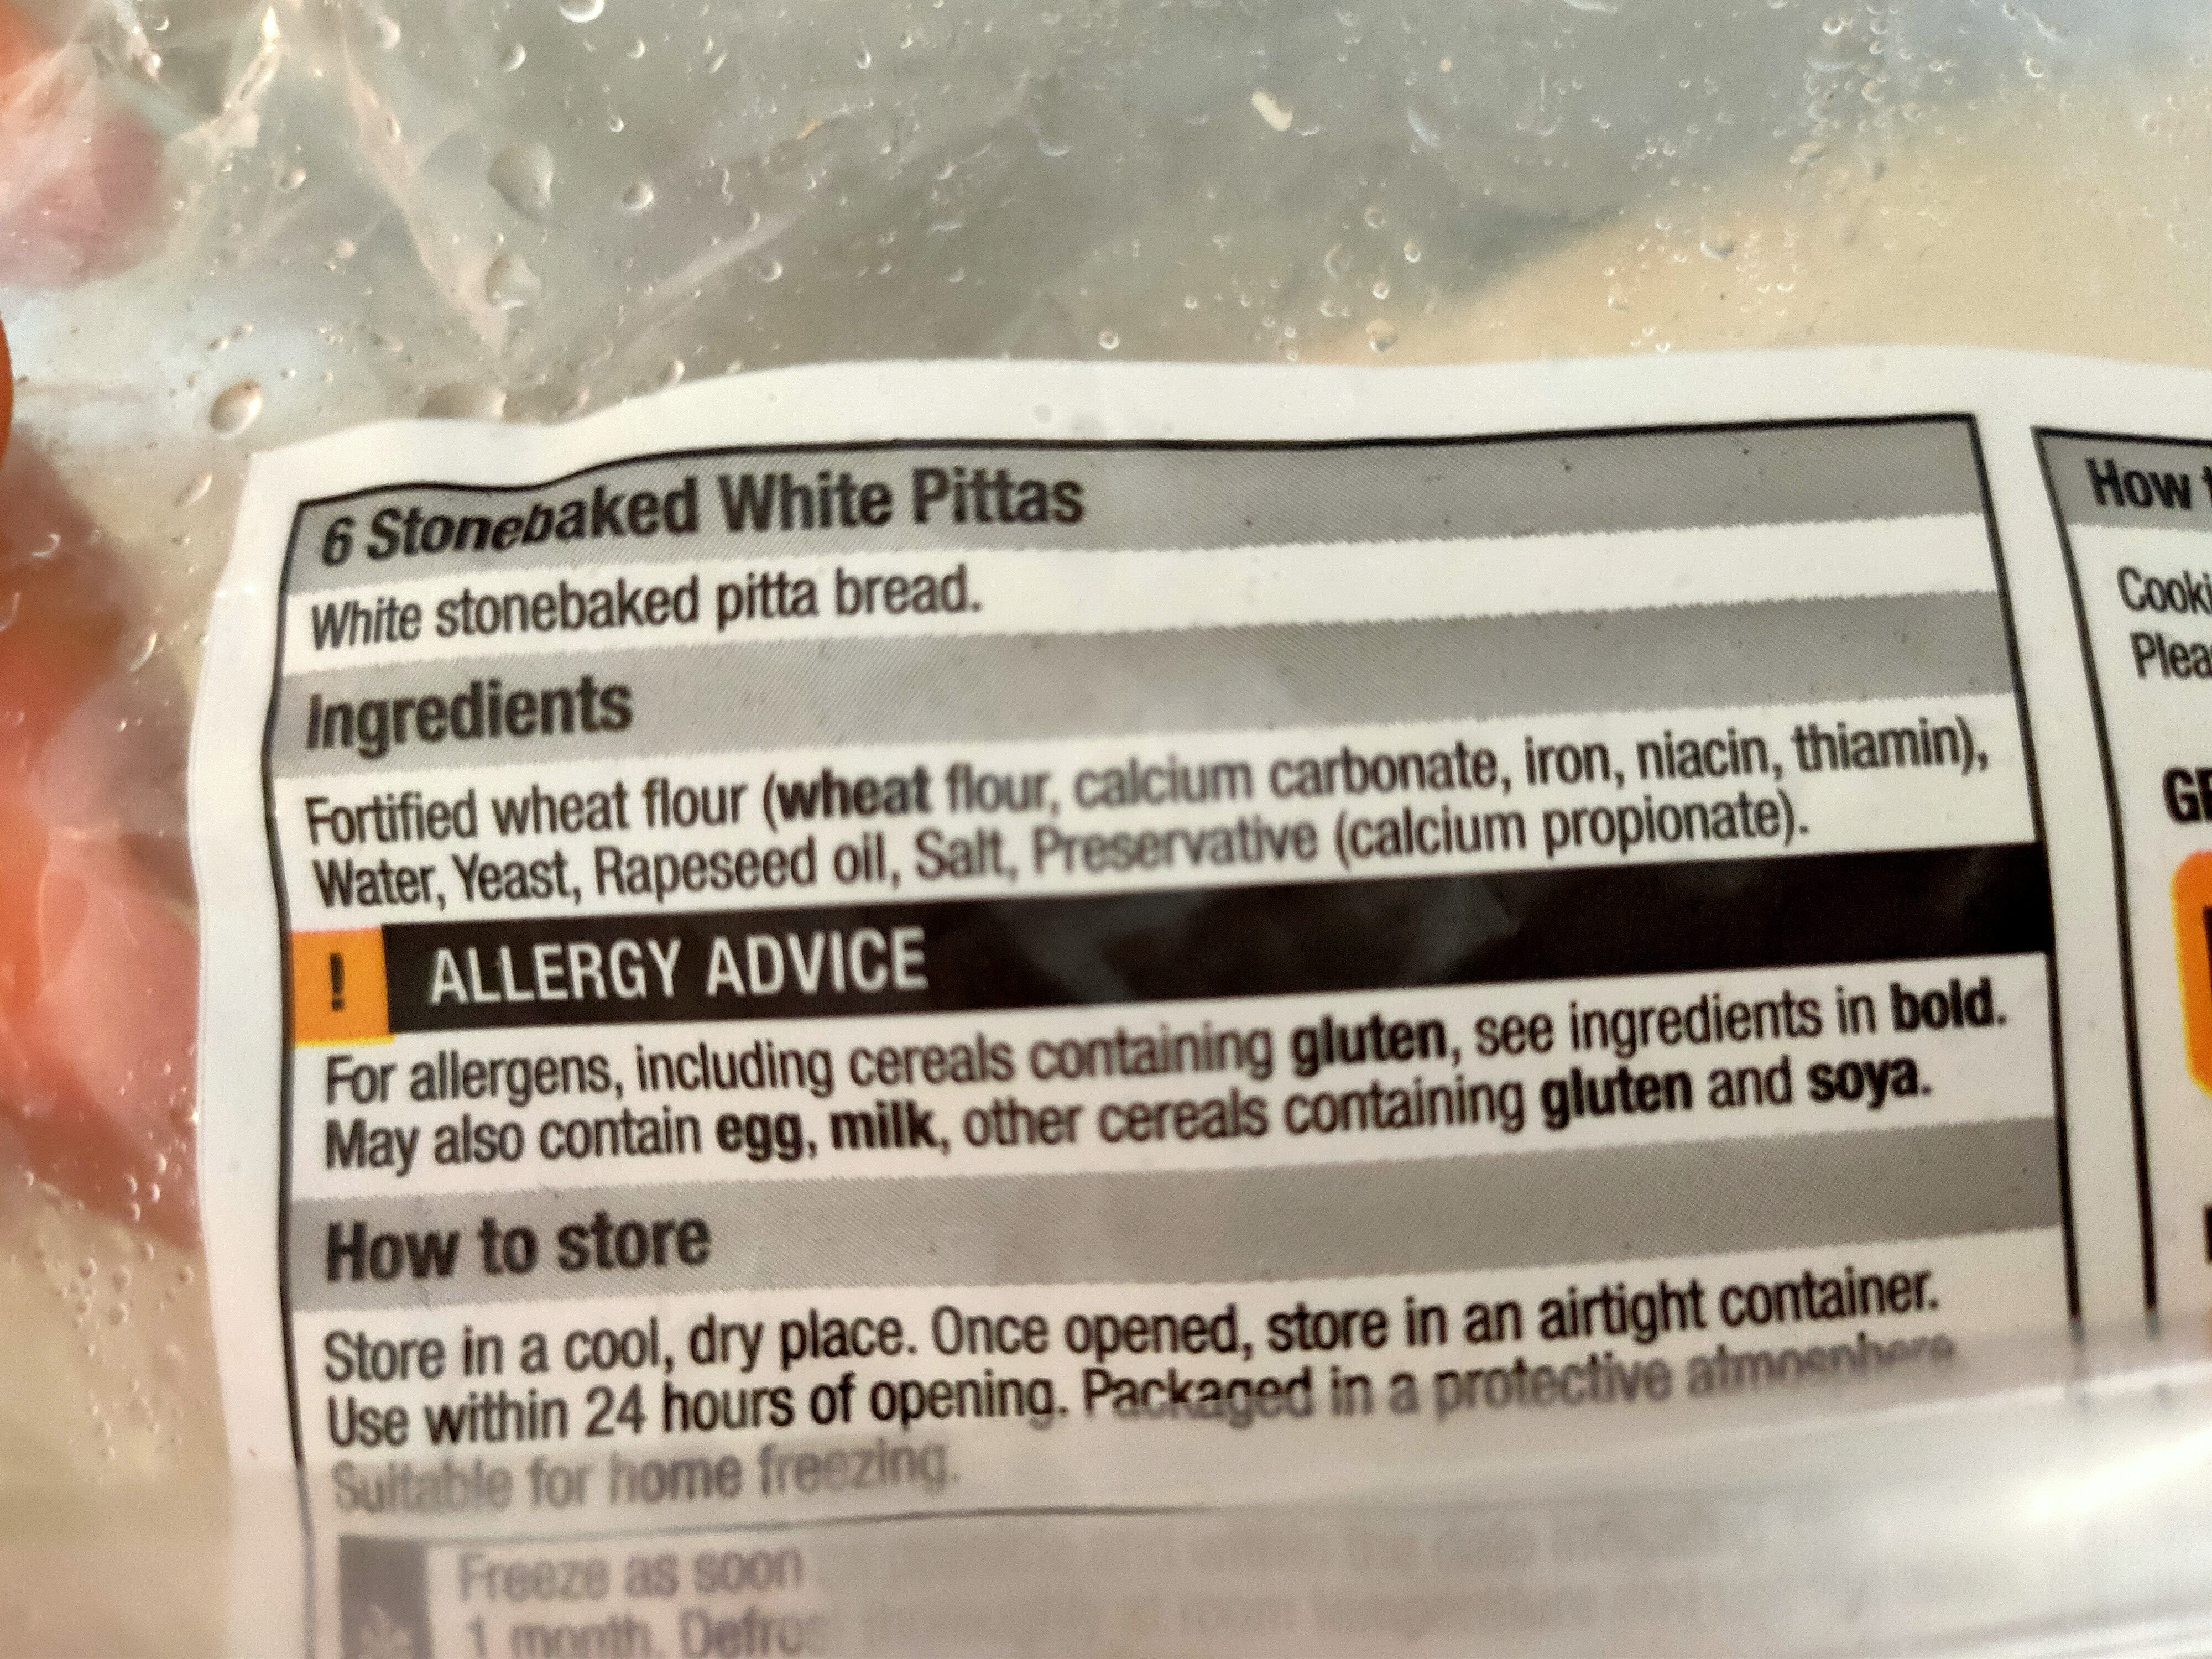 6 Stonebaked White Pittas
White stonebaked pitta bread.
Ingredients
Fortified wheat flour (wheat flour, calcium carbonate, iron, niacin, thiamin),
Water, Yeast, Rapeseed oil, Salt, Preservative (calcium propionate).
! ALLERGY ADVICE
For allergens, including cereals containing gluten, see ingredients in bold.
May also contain egg, milk, other cereals containing gluten and soya.
How to store
Store in a cool, dry place. Once opened, store in an airtight container.
Use within 24 hours of opening. Packaged in a protective atmosphere
Suitable for home freezing.
Freeze as soon
1 month. Defros
How
Cooki
Plea